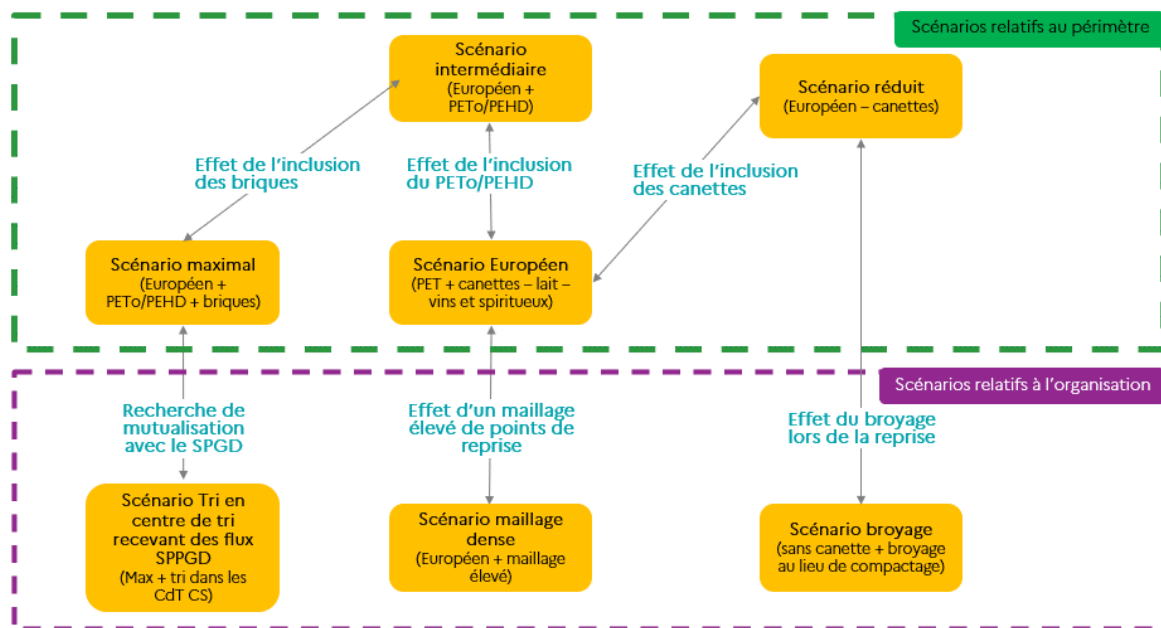 Scénarios relatifs au périmètre
Scénario
intermédiaire
(Européen +
PETo/PEHD)
Scénario réduit
(Européen – canettes)
Effet de l'inclusion
des briques
Effet de l'inclusion
du PETo/PEHD
Effet de l'inclusion
des canettes
Scénario maximal
(Européen +
PETo/PEHD + briques)
Scénario Européen
(PET + canettes – lait –
vins et spiritueux)
Scénarios relatifs à l'organisation
Recherche de
mutualisation
avec le SPGD
Effet d'un maillage
élevé de points de
reprise
Effet du broyage
lors de la reprise
Scénario Tri en
centre de tri
recevant des flux
SPPGD
(Max + tri dans les
CdT CS)
Scénario maillage
dense
(Européen + maillage
élevé)
Scénario broyage
(sans canette + broyage
au lieu de compactage)